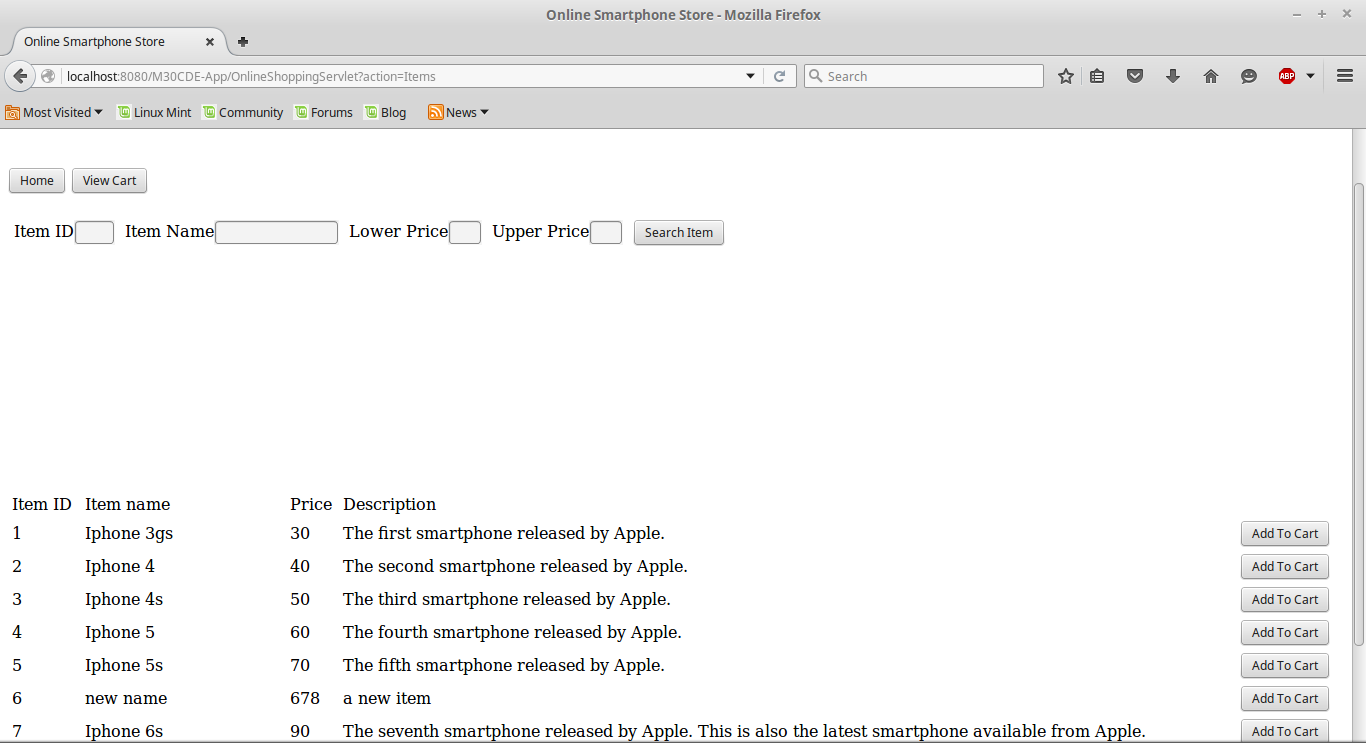 Online Smartphone Store - Mozilla Firefox
Online Smartphone Store
localhost:8080/M30CDE-App/OnlineShoppingServlet?action=Items Search ABP
Most Visited Linux Mint Community Forums Blog News
Home View Cart
Item ID Item Name Lower Price Upper Price Search Item
Item ID Item name Price Description
1 Iphone 3gs 30 The first smartphone released by Apple. Add To Cart
2 Iphone 4 40 The second smartphone released by Apple. Add To Cart
3 Iphone 4s 50 The third smartphone released by Apple. Add To Cart
4 Iphone 5 60 The fourth smartphone released by Apple. Add To Cart
5 Iphone 5s 70 The fifth smartphone released by Apple. Add To Cart
6 new name 678 a new item Add To Cart
7 Iphone 6s 90 The seventh smartphone released by Apple. This is also the latest smartphone available from Apple. Add To Cart